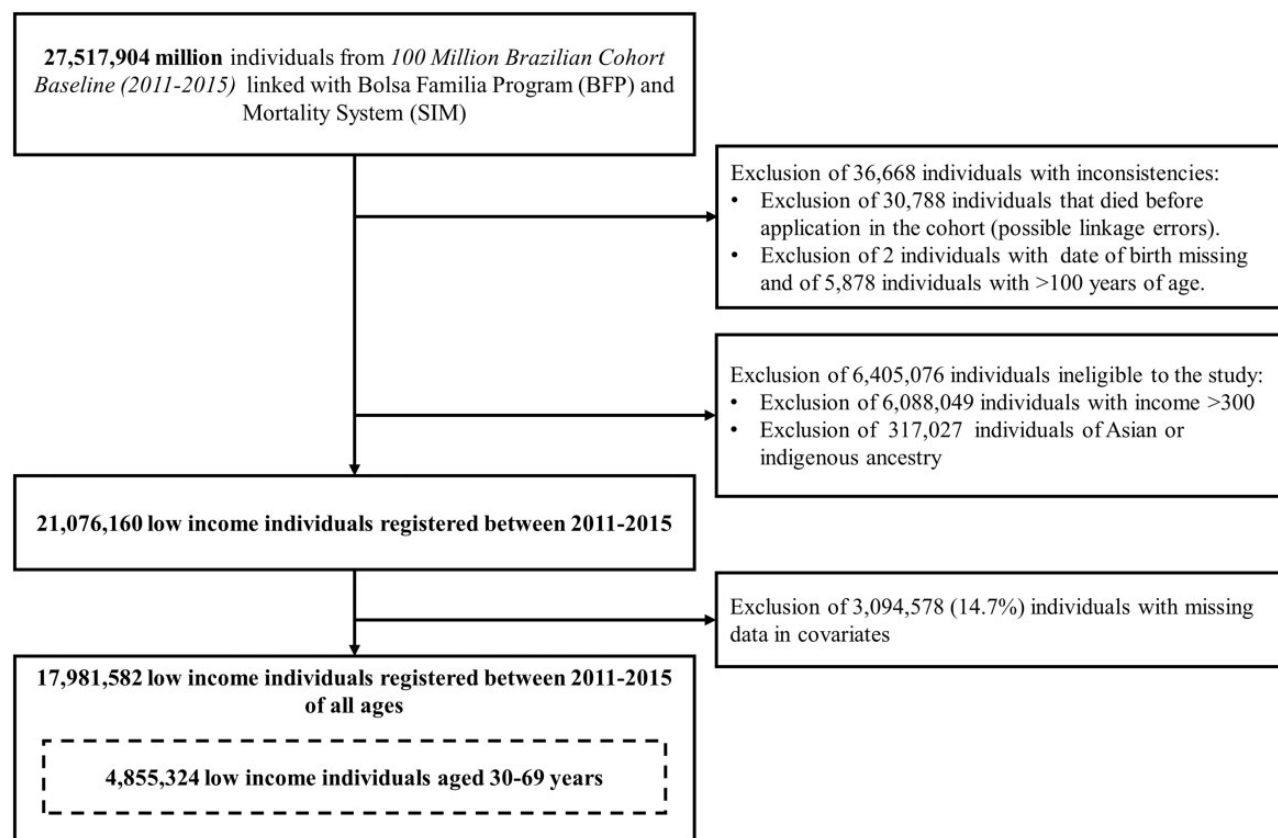 27,517,904 million individuals from 100 Million Brazilian Cohort
Baseline (2011-2015) linked with Bolsa Familia Program (BFP) and
Mortality System (SIM)
Exclusion of 36,668 individuals with inconsistencies:
• Exclusion of 30,788 individuals that died before
application in the cohort (possible linkage errors).
• Exclusion of 2 individuals with date of birth missing
and of 5,878 individuals with >100 years of age.
Exclusion of 6,405,076 individuals ineligible to the study:
• Exclusion of 6,088,049 individuals with income >300
• Exclusion of 317,027 individuals of Asian or
indigenous ancestry
21,076,160 low income individuals registered between 2011-2015
Exclusion of 3,094,578 (14.7%) individuals with missing
data in covariates
17,981,582 low income individuals registered between 2011-2015
of all ages
4,855,324 low income individuals aged 30-69 years